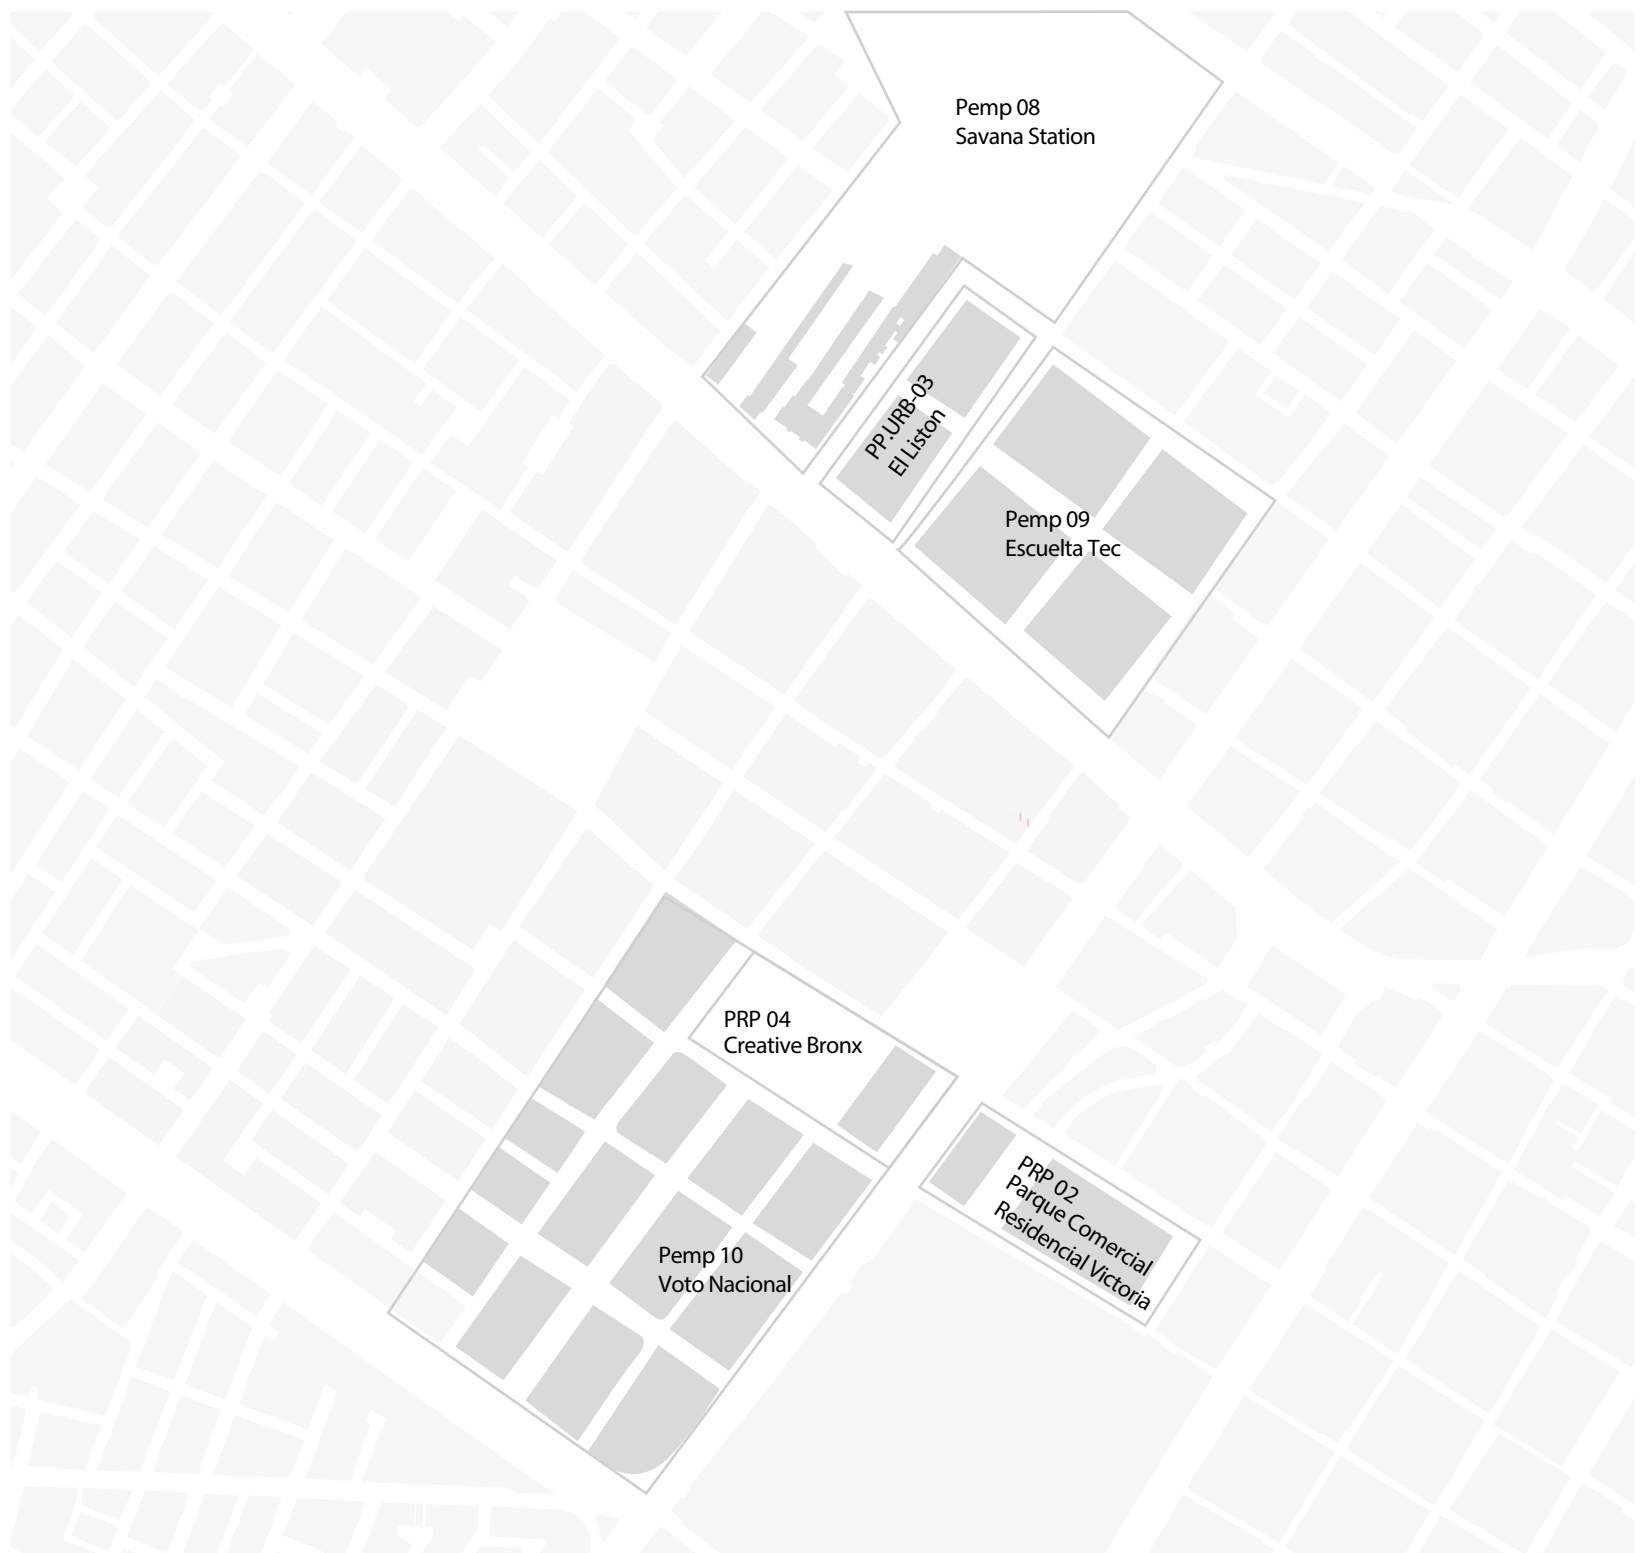 Pemp 08
Savana Station
PP.URB-03
El Liston
Pemp 09
Escuelta Tec
PRP 04
Creative Bronx
PRP 02
Parque Comercial
Residencial Victoria
Pemp 10
Voto Nacional